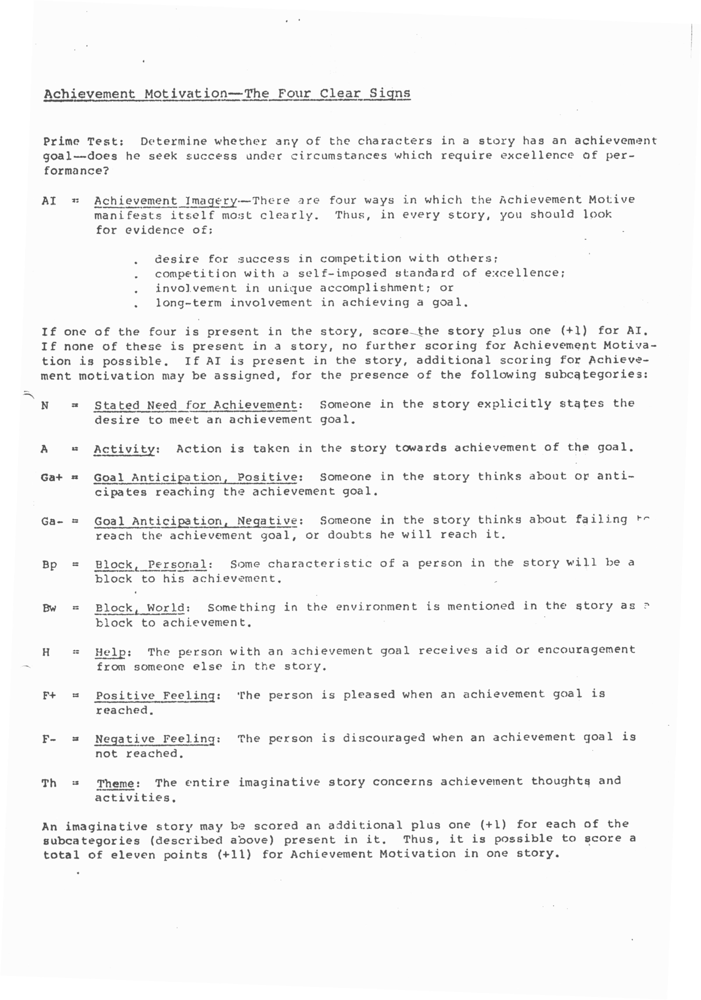 Achievement Motivation—The Four Clear Signs
Prime Test: Determine whether any of the characters in a story has an achievement
goal—does he seek success under circumstances which require excellence of per-
formance?
AI = Achievement Imagery—There are four ways in which the Achievement Motive
manifests itself most clearly. Thus, in every story, you should look
for evidence of:
. desire for success in competition with others;
. competition with a self-imposed standard of excellence;
. involvement in unique accomplishment; or
. long-term involvement in achieving a goal.
If one of the four is present in the story, score the story plus one (+1) for AI.
If none of these is present in a story, no further scoring for Achievement Motiva-
tion is possible. If AI is present in the story, additional scoring for Achieve-
ment motivation may be assigned, for the presence of the following subcategories:
N = Stated Need for Achievement: Someone in the story explicitly states the
desire to meet an achievement goal.
A = Activity: Action is taken in the story towards achievement of the goal.
Ga+ = Goal Anticipation, Positive: Someone in the story thinks about or anti-
cipates reaching the achievement goal.
Ga- = Goal Anticipation, Negative: Someone in the story thinks about failing
reach the achievement goal, or doubts he will reach it.
Bp = Block, Personal: Some characteristic of a person in the story will be a
block to his achievement.
Bw = Block, World: Something in the environment is mentioned in the story as
block to achievement.
H = Help: The person with an achievement goal receives aid or encouragement
from someone else in the story.
F+ = Positive Feeling: The person is pleased when an achievement goal is
reached.
F- = Negative Feeling: The person is discouraged when an achievement goal is
not reached.
Th = Theme: The entire imaginative story concerns achievement thoughts and
activities.
An imaginative story may be scored an additional plus one (+1) for each of the
subcategories (described above) present in it. Thus, it is possible to score a
total of eleven points (+11) for Achievement Motivation in one story.